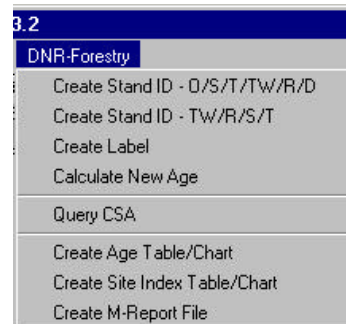 3.2
DNR-Forestry
Create Stand ID - O/S/T/TW/R/D
Create Stand ID - TW/R/S/T
Create Label
Calculate New Age
Query CSA
Create Age Table/Chart
Create Site Index Table/Chart
Create M-Report File